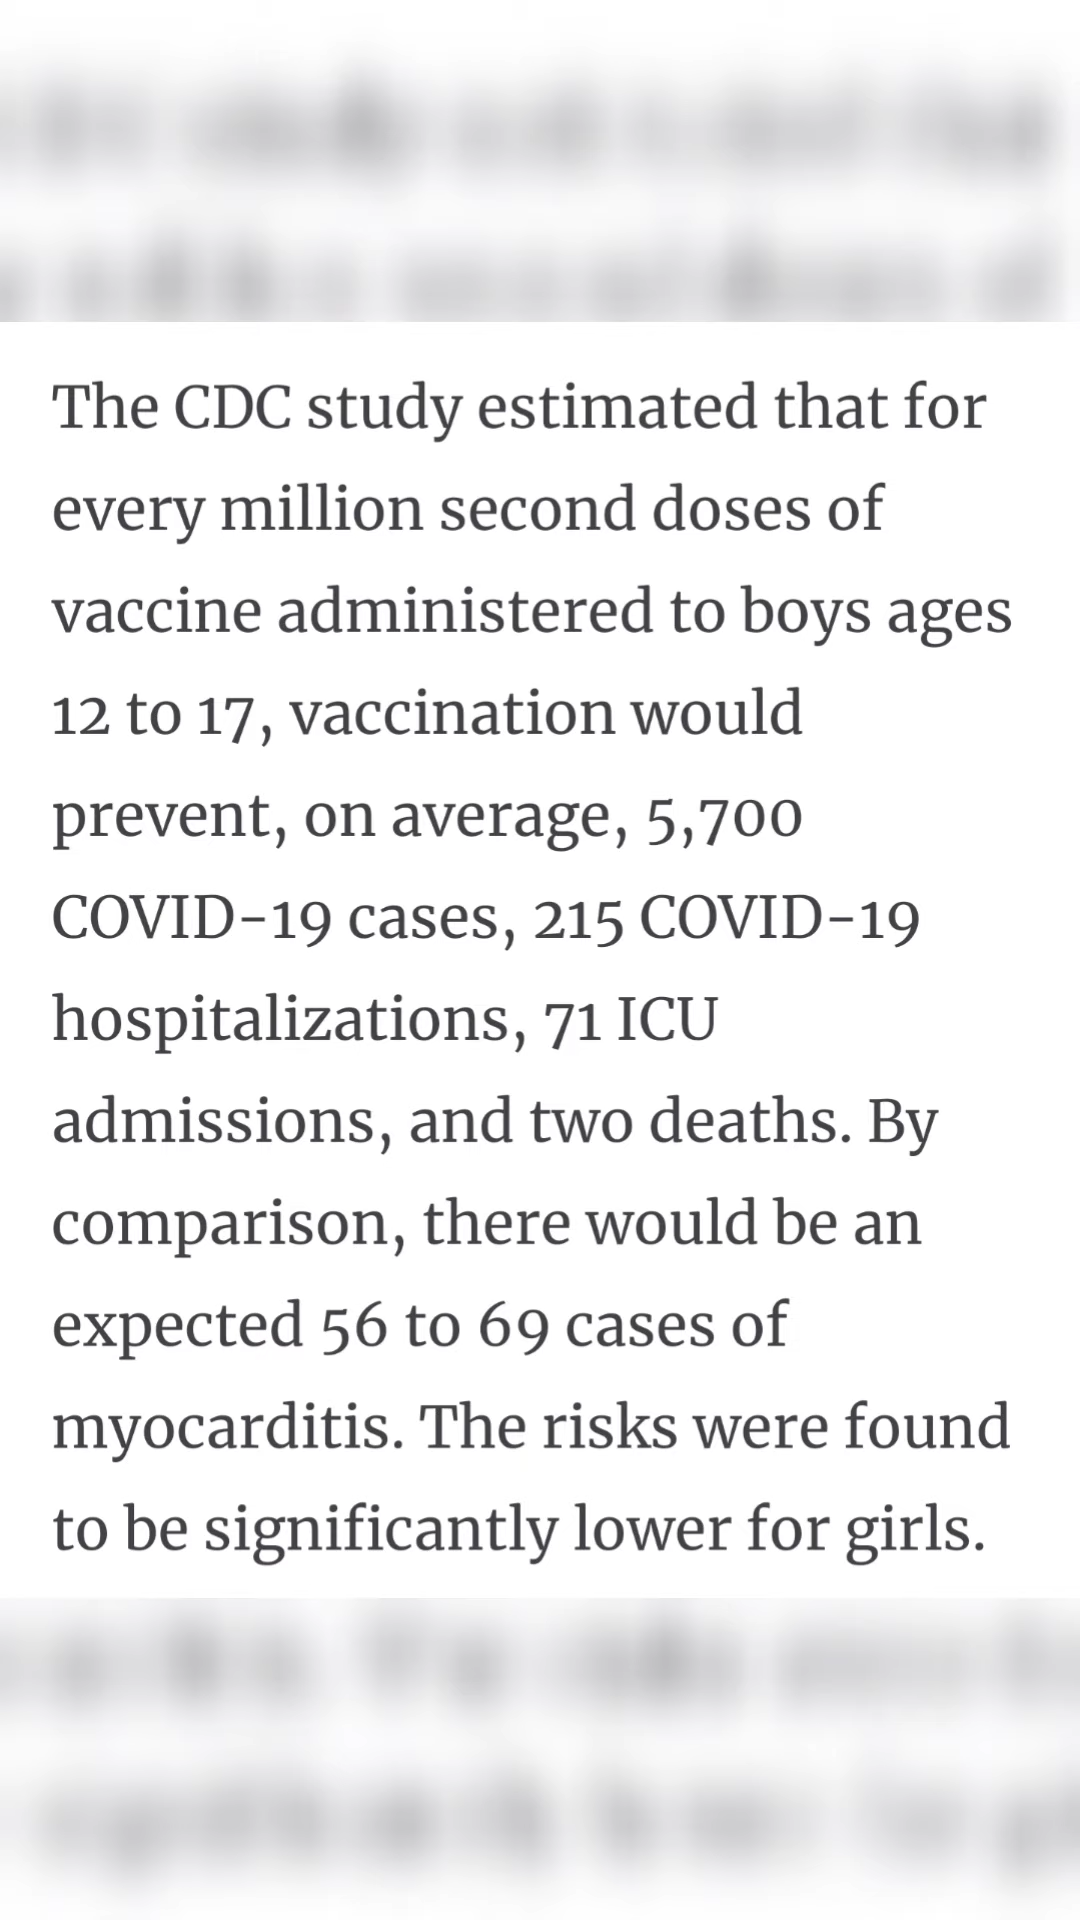 The CDC study estimated that for
every million second doses of
vaccine administered to boys ages
12 to 17, vaccination would
prevent, on average, 5,700
COVID-19 cases, 215 COVID-19
hospitalizations, 71 ICU
admissions, and two deaths. By
comparison, there would be an
expected 56 to 69 cases of
myocarditis. The risks were found
to be significantly lower for girls.